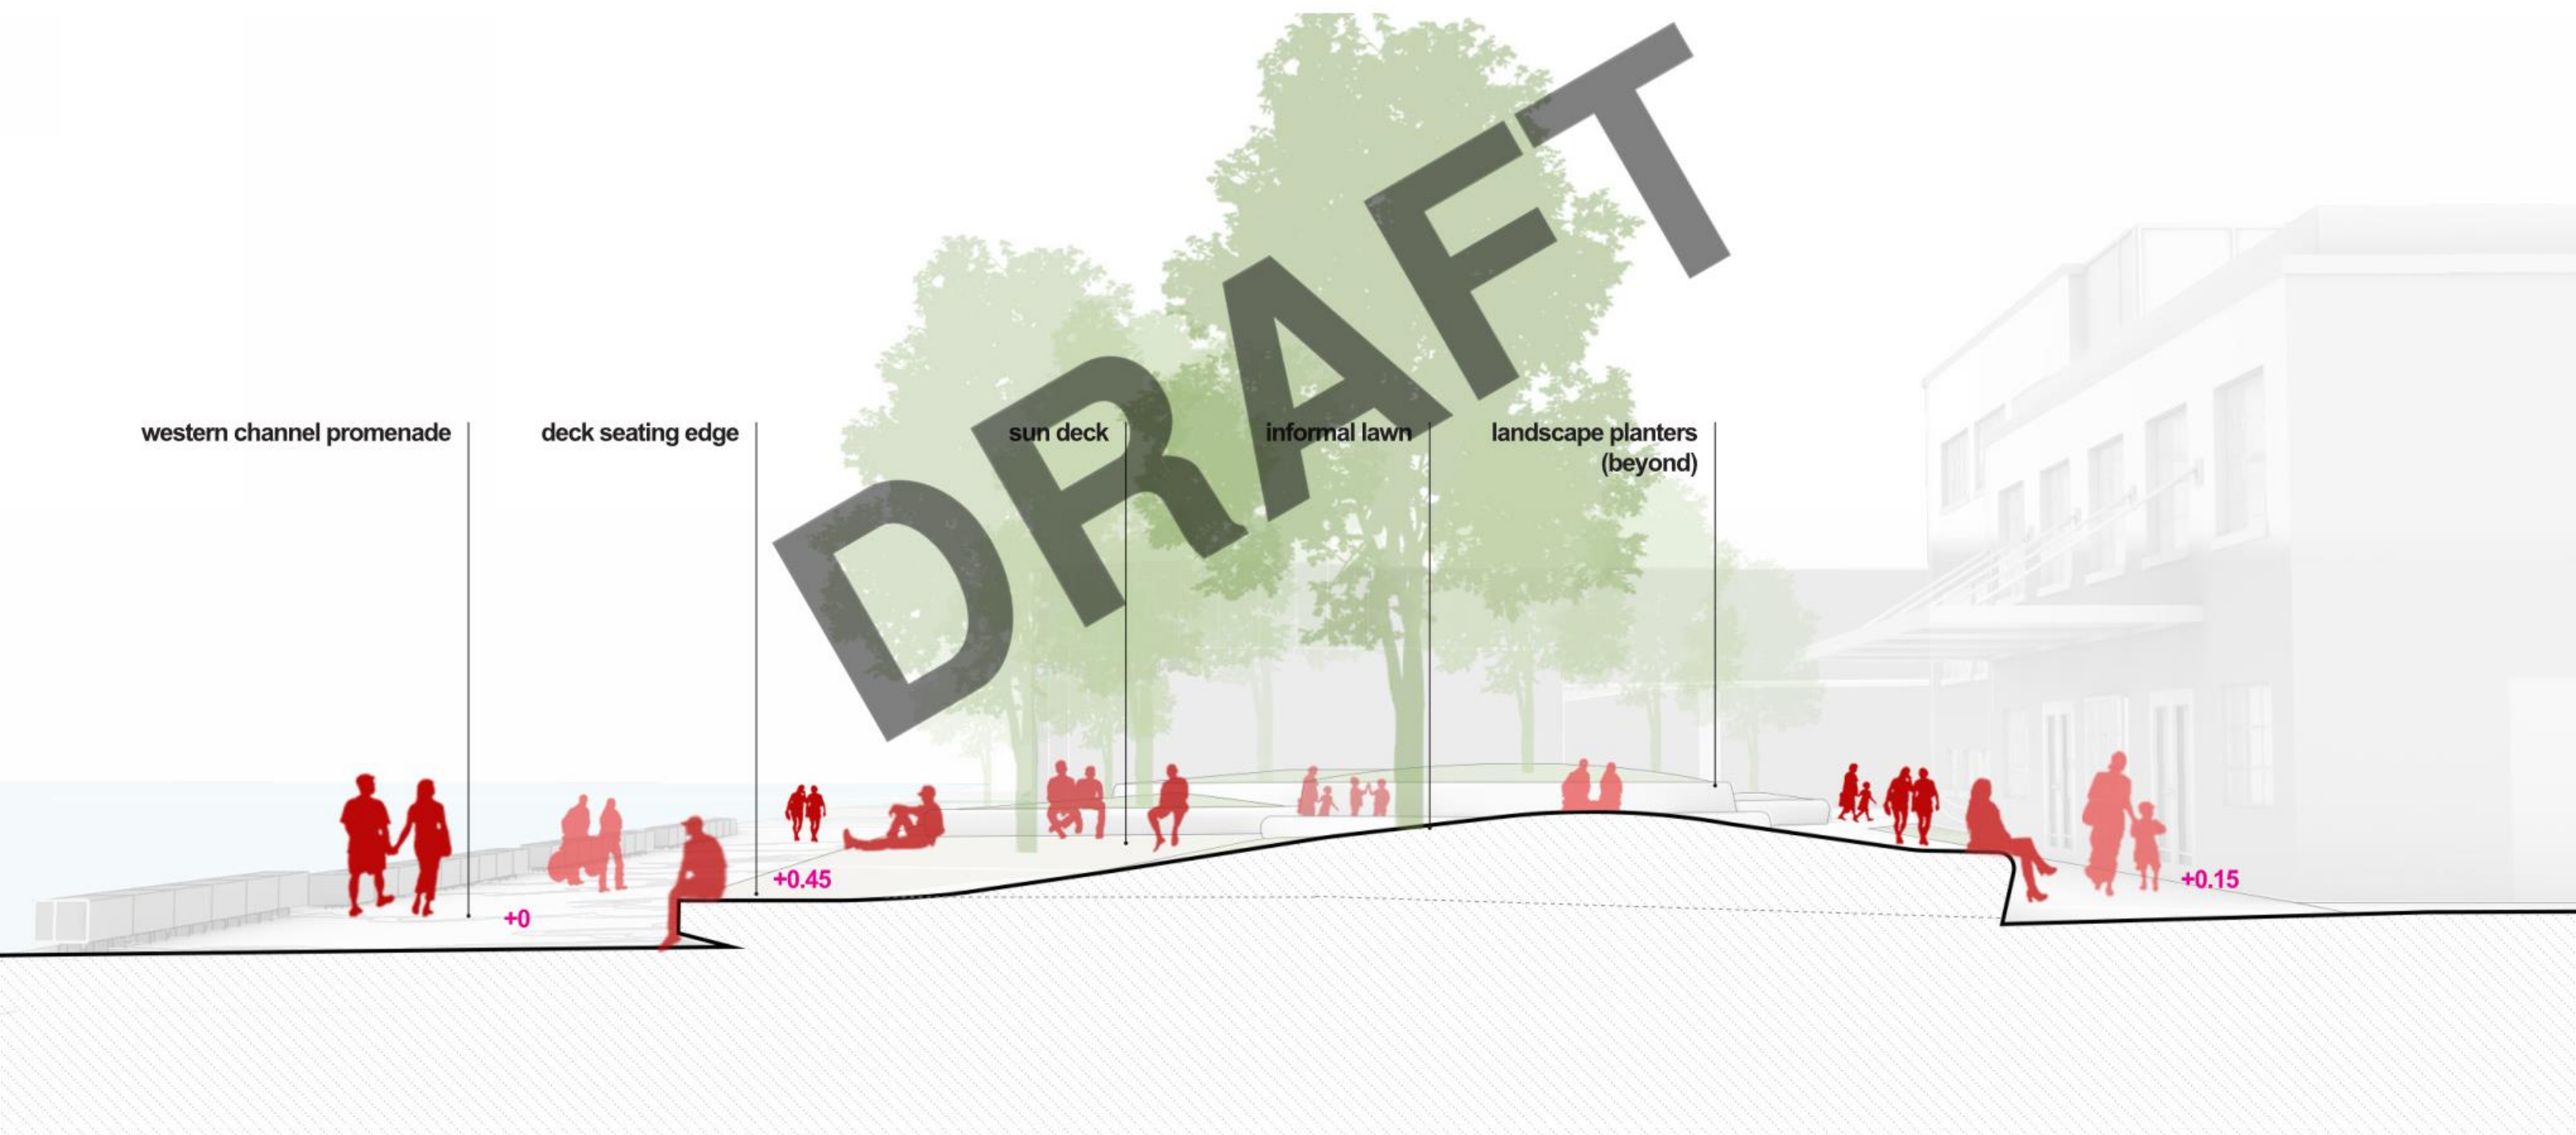 DRAFT
western channel promenade
deck seating edge
sun deck
informal lawn
landscape planters
(beyond)
+0
+0.45
+0.15